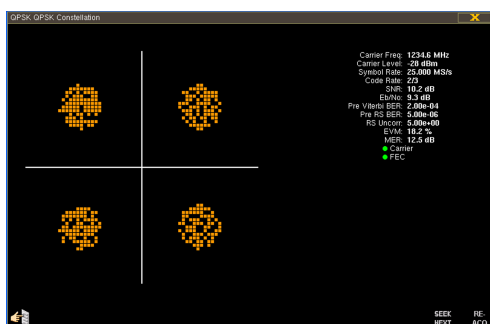 QPSK QPSK Constellation
X
Carrier Freq: 1234.6 MHz
Carrier Level: -28 dBm
Symbol Rate: 25.000 MS/s
Code Rate: 2/3
SNR: 10.2 dB
Eb/No: 9.3 dB
Pre Viterbi BER: 2.00e-04
Pre RS BER: 5.00e-06
RS Uncorr: 5.00e+00
EVM: 18.2 %
MER: 12.5 dB
Carrier
FEC
SEEK RE-
NEXT ACQ